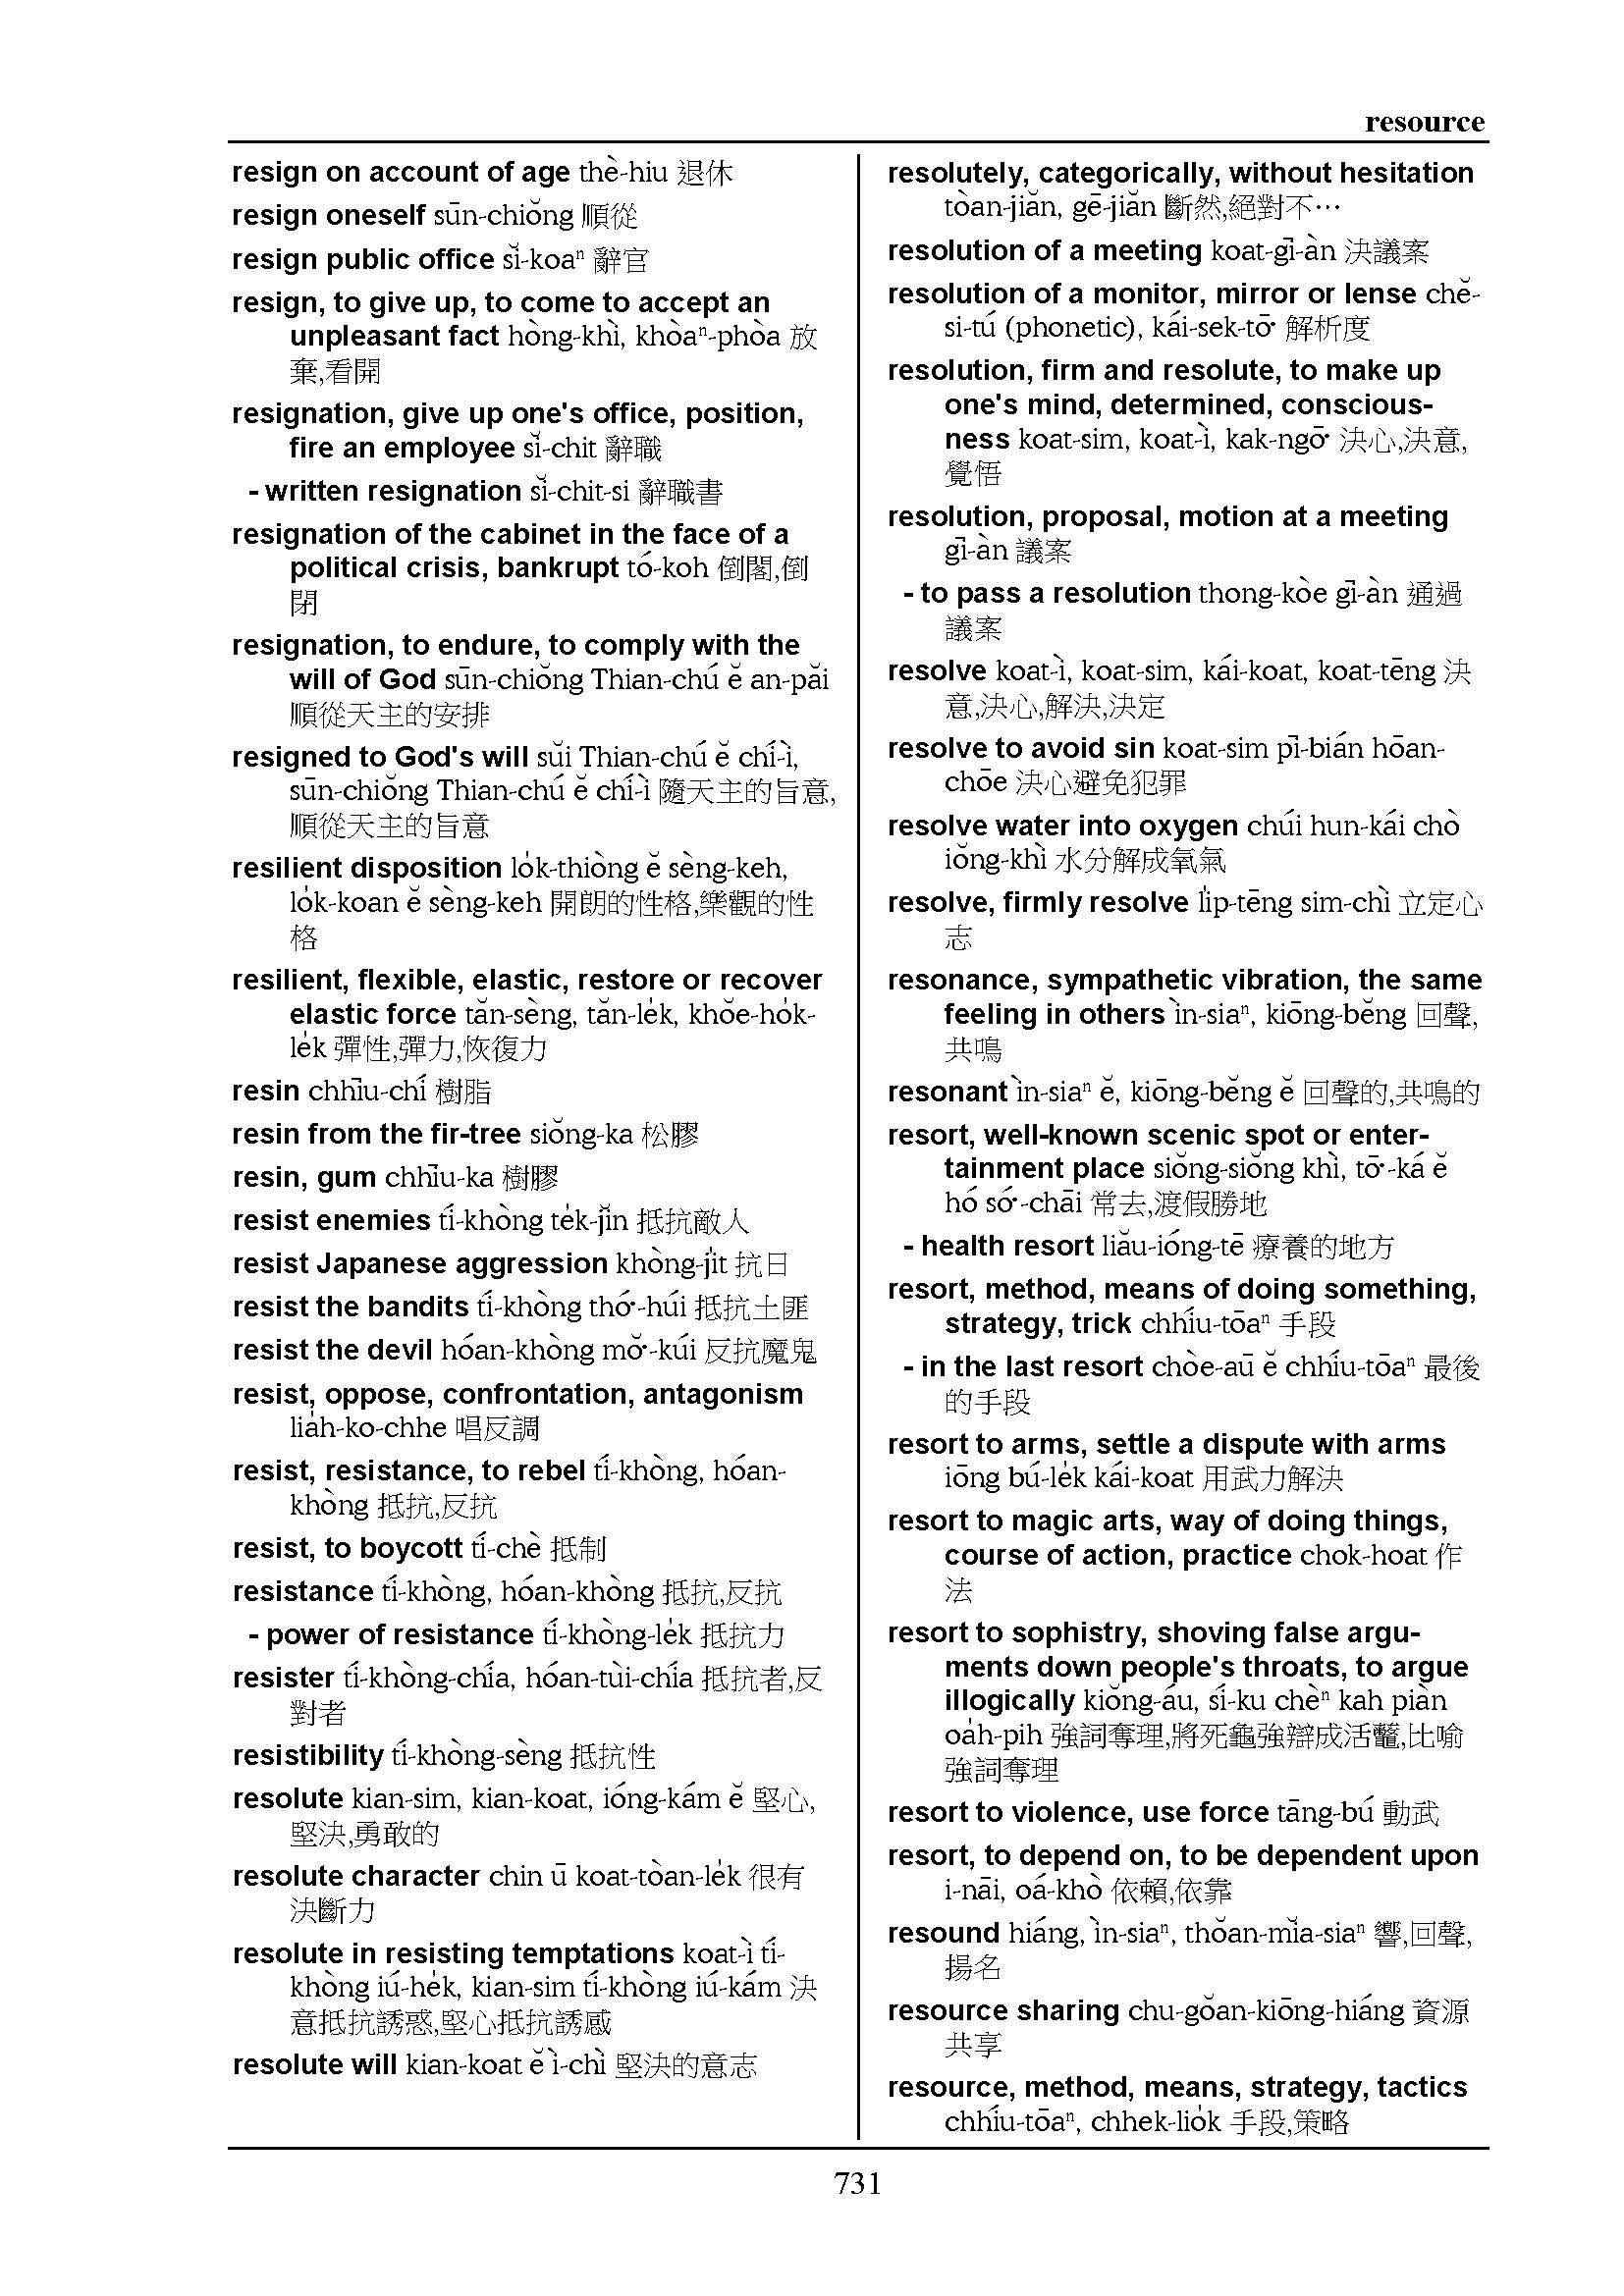 resource
resign on account of age thè-hiu 退休
resign oneself sūn-chiŏng 順從
resign public office sĭ-koaⁿ 辭官
resign, to give up, to come to accept an
unpleasant fact hòng-khì, khòaⁿ-phòa 放
棄,看開
resignation, give up one's office, position,
fire an employee sĭ-chit 辭職
- written resignation sĭ-chit-si 辭職書
resignation of the cabinet in the face of a
political crisis, bankrupt tó-koh 倒閣,倒
閉
resignation, to endure, to comply with the
will of God sūn-chiŏng Thian-chú ĕ an-păi
順從天主的安排
resigned to God's will sŭi Thian-chú ĕ chí-ì,
sūn-chiŏng Thian-chú ĕ chí-ì 隨天主的旨意,
順從天主的旨意
resilient disposition lo̍k-thiòng ĕ sèng-keh,
lo̍k-koan ĕ sèng-keh 開朗的性格,樂觀的性
格
resilient, flexible, elastic, restore or recover
elastic force tăn-sèng, tăn-le̍k, khŏe-ho̍k-
le̍k 彈性,彈力,恢復力
resin chhīu-chí 樹脂
resin from the fir-tree siŏng-ka 松膠
resin, gum chhīu-ka 樹膠
resist enemies tí-khòng te̍k-jĭn 抵抗敵人
resist Japanese aggression khòng-ji̍t 抗日
resist the bandits tí-khòng thó͘-húi 抵抗土匪
resist the devil hóan-khòng mŏ͘-kúi 反抗魔鬼
resist, oppose, confrontation, antagonism
lia̍h-ko-chhe 唱反調
resist, resistance, to rebel tí-khòng, hóan-
khòng 抵抗,反抗
resist, to boycott tí-chè 抵制
resistance tí-khòng, hóan-khòng 抵抗,反抗
- power of resistance tí-khòng-le̍k 抵抗力
resister tí-khòng-chía, hóan-tùi-chía 抵抗者,反
對者
resistibility tí-khòng-sèng 抵抗性
resolute kian-sim, kian-koat, ióng-kám ĕ 堅心,
堅決,勇敢的
resolute character chin ū koat-tòan-le̍k 很有
決斷力
resolute in resisting temptations koat-ì tí-
khòng iú-he̍k, kian-sim tí-khòng iú-kám 決
意抵抗誘惑,堅心抵抗誘感
resolute will kian-koat ĕ ì-chì 堅決的意志
resolutely, categorically, without hesitation
tòan-jiăn, gē-jiăn 斷然,絕對不…
resolution of a meeting koat-gī-àn 決議案
resolution of a monitor, mirror or lense chĕ-
si-tú (phonetic), kái-sek-tō͘ 解析度
resolution, firm and resolute, to make up
one's mind, determined, conscious-
ness koat-sim, koat-ì, kak-ngō͘ 決心,決意,
覺悟
resolution, proposal, motion at a meeting
gī-àn 議案
- to pass a resolution thong-kòe gī-àn 通過
議案
resolve koat-ì, koat-sim, kái-koat, koat-tēng 決
意,決心,解決,決定
resolve to avoid sin koat-sim pī-bián hōan-
chōe 決心避免犯罪
resolve water into oxygen chúi hun-kái chò
iŏng-khì 水分解成氧氣
resolve, firmly resolve li̍p-tēng sim-chì 立定心
志
resonance, sympathetic vibration, the same
feeling in others ìn-siaⁿ, kiōng-bĕng 回聲,
共鳴
resonant ìn-siaⁿ ĕ, kiōng-bĕng ĕ 回聲的,共鳴的
resort, well-known scenic spot or enter-
tainment place siŏng-siŏng khì, tō͘-ká ĕ
hó só͘-chāi 常去,渡假勝地
- health resort liău-ióng-tē 療養的地方
resort, method, means of doing something,
strategy, trick chhíu-tōaⁿ 手段
- in the last resort chòe-aū ĕ chhíu-tōaⁿ 最後
的手段
resort to arms, settle a dispute with arms
iōng bú-le̍k kái-koat 用武力解決
resort to magic arts, way of doing things,
course of action, practice chok-hoat 作
法
resort to sophistry, shoving false argu-
ments down people's throats, to argue
illogically kiŏng-áu, sí-ku chèⁿ kah piàn
oa̍h-pih 強詞奪理,將死龜強辯成活鼈,比喻
強詞奪理
resort to violence, use force tāng-bú 動武
resort, to depend on, to be dependent upon
i-nāi, oá-khò 依賴,依靠
resound hiáng, ìn-siaⁿ, thŏan-mĭa-siaⁿ 響,回聲,
揚名
resource sharing chu-gŏan-kiōng-hiáng 資源
共享
resource, method, means, strategy, tactics
chhíu-tōaⁿ, chhek-lio̍k 手段,策略
731